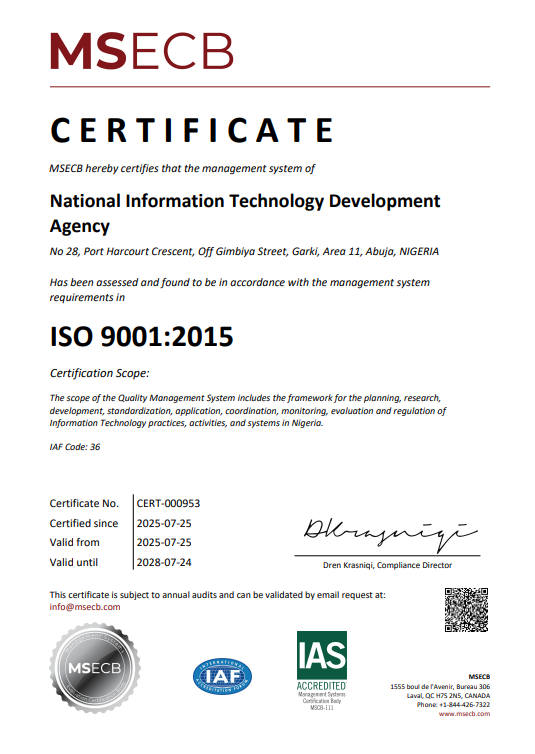 MSECB
CERTIFICATE
MSECB hereby certifies that the management system of
National Information Technology Development
Agency
No 28, Port Harcourt Crescent, Off Gimbiya Street, Garki, Area 11, Abuja, NIGERIA
Has been assessed and found to be in accordance with the management system
requirements in
ISO 9001:2015
Certification Scope:
The scope of the Quality Management System includes the framework for the planning, research,
development, standardization, application, coordination, monitoring, evaluation and regulation of
Information Technology practices, activities, and systems in Nigeria.
IAF Code: 36
Certificate No. CERT-000953
Certified since 2025-07-25
Valid from 2025-07-25
Valid until 2028-07-24
Dren Krasniqi, Compliance Director
This certificate is subject to annual audits and can be validated by email request at:
info@msecb.com
MSECB
INTERNATIONAL
IAF
ACCREDITATION FORUM
IAS
ACCREDITED
Management Systems
Certification Body
MSCB-111
MSECB
1555 boul de l'Avenir, Bureau 306
Laval, QC H7S 2N5, CANADA
Phone: +1-844-426-7322
www.msecb.com